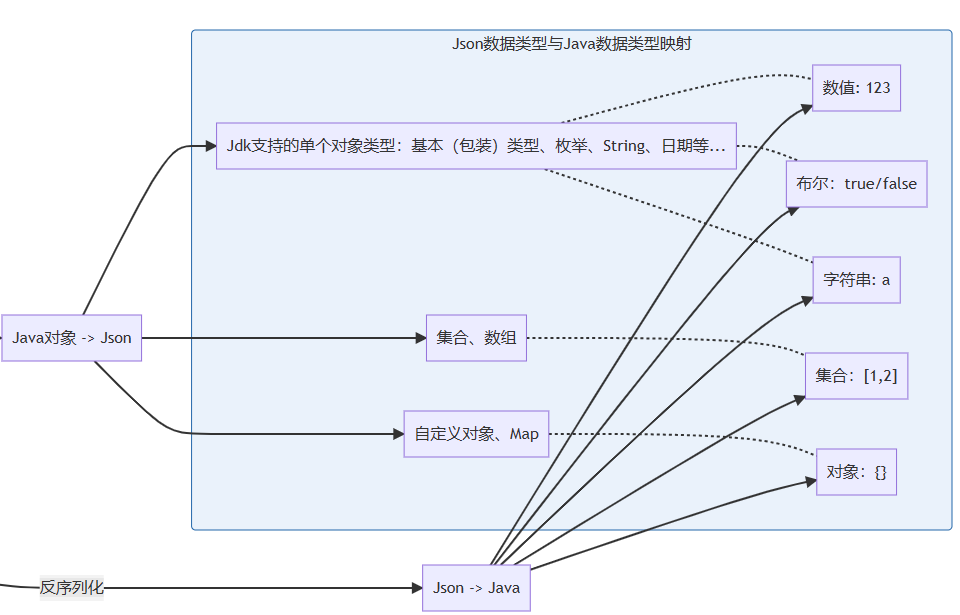 Json数据类型与Java数据类型映射
数值: 123
Jdk支持的单个对象类型：基本（包装）类型、枚举、String、日期等...
布尔：true/false
字符串: a
Java对象 -> Json
集合、数组
集合：[1,2]
自定义对象、Map
对象：{}
反序列化
Json -> Java